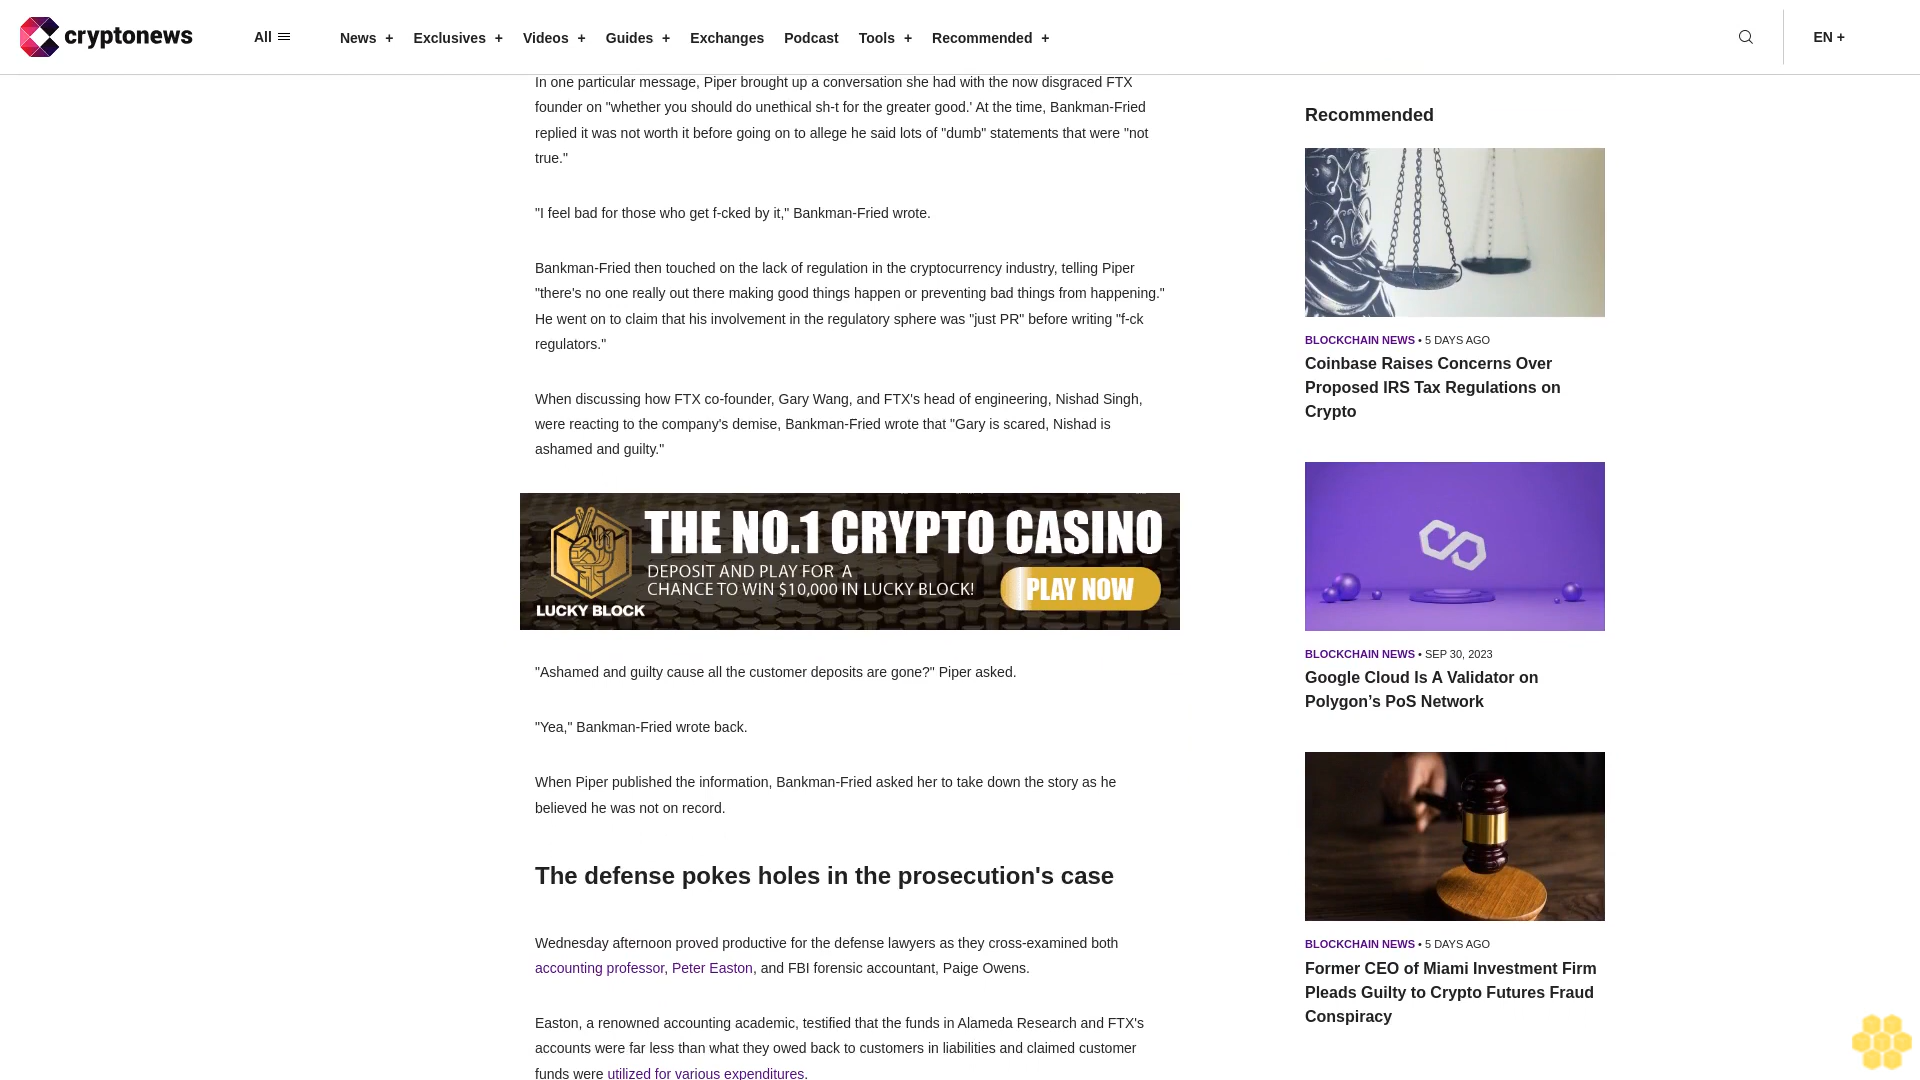 cryptonews
All
News +
Exclusives +
Videos +
Guides +
Exchanges
Podcast
Tools +
Recommended +
EN +
In one particular message, Piper brought up a conversation she had with the now disgraced FTX
founder on "whether you should do unethical sh-t for the greater good.' At the time, Bankman-Fried
replied it was not worth it before going on to allege he said lots of "dumb" statements that were "not
true."
"I feel bad for those who get f-cked by it," Bankman-Fried wrote.
Bankman-Fried then touched on the lack of regulation in the cryptocurrency industry, telling Piper
"there's no one really out there making good things happen or preventing bad things from happening."
He went on to claim that his involvement in the regulatory sphere was "just PR" before writing "f-ck
regulators."
When discussing how FTX co-founder, Gary Wang, and FTX's head of engineering, Nishad Singh,
were reacting to the company's demise, Bankman-Fried wrote that "Gary is scared, Nishad is
ashamed and guilty."
THE NO.1 CRYPTO CASINO
DEPOSIT AND PLAY FOR A
CHANCE TO WIN $10,000 IN LUCKY BLOCK!
PLAY NOW
LUCKY BLOCK
"Ashamed and guilty cause all the customer deposits are gone?" Piper asked.
"Yea," Bankman-Fried wrote back.
When Piper published the information, Bankman-Fried asked her to take down the story as he
believed he was not on record.
The defense pokes holes in the prosecution's case
Wednesday afternoon proved productive for the defense lawyers as they cross-examined both
accounting professor, Peter Easton, and FBI forensic accountant, Paige Owens.
Easton, a renowned accounting academic, testified that the funds in Alameda Research and FTX's
accounts were far less than what they owed back to customers in liabilities and claimed customer
funds were utilized for various expenditures.
Recommended
BLOCKCHAIN NEWS • 5 DAYS AGO
Coinbase Raises Concerns Over
Proposed IRS Tax Regulations on
Crypto
BLOCKCHAIN NEWS • SEP 30, 2023
Google Cloud Is A Validator on
Polygon’s PoS Network
BLOCKCHAIN NEWS • 5 DAYS AGO
Former CEO of Miami Investment Firm
Pleads Guilty to Crypto Futures Fraud
Conspiracy